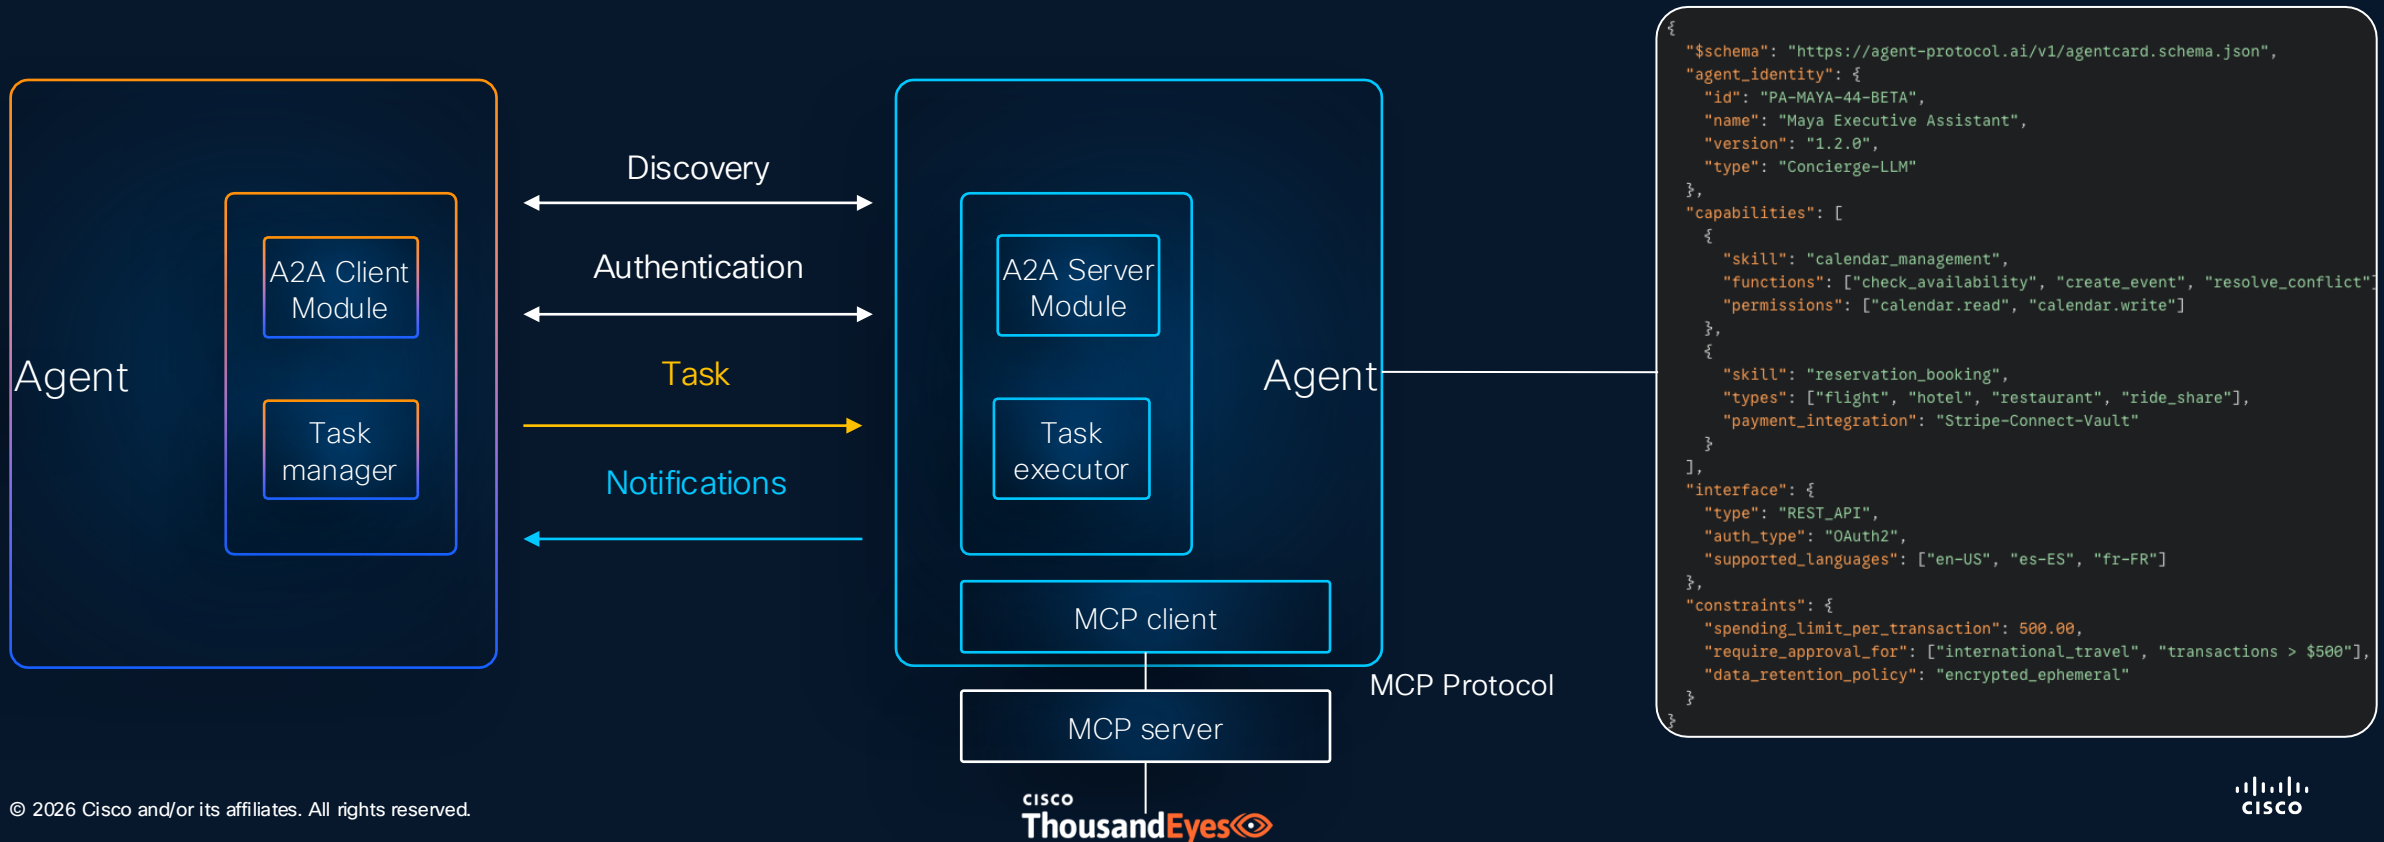 Agent
A2A Client
Module
Task
manager
Discovery
Authentication
Task
Notifications
A2A Server
Module
Task
executor
Agent
MCP client
MCP Protocol
MCP server
CISCO
ThousandEyes
{
"$schema": "https://agent-protocol.ai/v1/agentcard.schema.json",
"agent_identity": {
"id": "PA-MAYA-44-BETA",
"name": "Maya Executive Assistant",
"version": "1.2.0",
"type": "Concierge-LLM"
},
"capabilities": [
{
"skill": "calendar_management",
"functions": ["check_availability", "create_event", "resolve_conflict"]
"permissions": ["calendar.read", "calendar.write"]
},
{
"skill": "reservation_booking",
"types": ["flight", "hotel", "restaurant", "ride_share"],
"payment_integration": "Stripe-Connect-Vault"
}
],
"interface": {
"type": "REST_API",
"auth_type": "OAuth2",
"supported_languages": ["en-US", "es-ES", "fr-FR"]
},
"constraints": {
"spending_limit_per_transaction": 500.00,
"require_approval_for": ["international_travel", "transactions > $500"],
"data_retention_policy": "encrypted_ephemeral"
}
}
© 2026 Cisco and/or its affiliates. All rights reserved.
CISCO